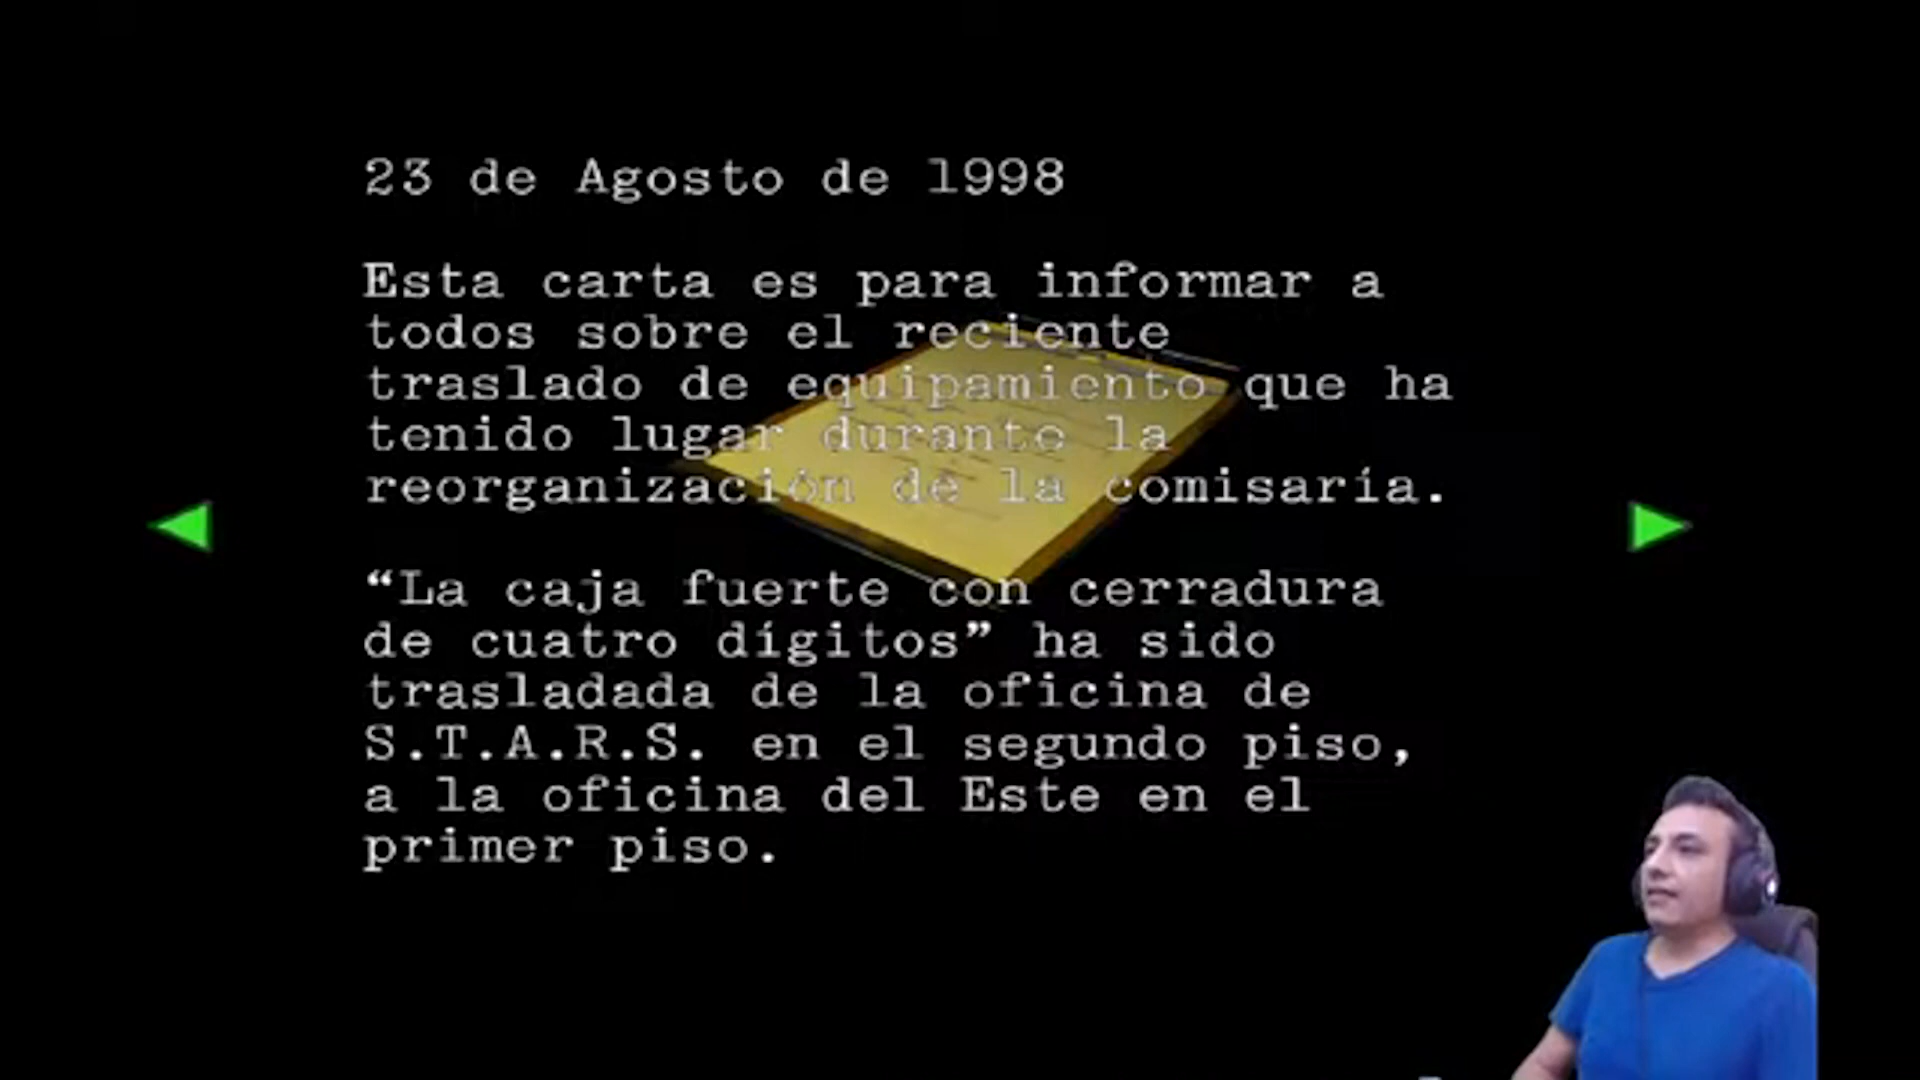 23 de Agosto de 1998
Esta carta es para informar a
todos sobre el reciente
traslado de equipamiento que ha
tenido lugar durante la
reorganización de la comisaría.
“La caja fuerte con cerradura
de cuatro dígitos” ha sido
trasladada de la oficina de
S.T.A.R.S. en el segundo piso,
a la oficina del Este en el
primer piso.